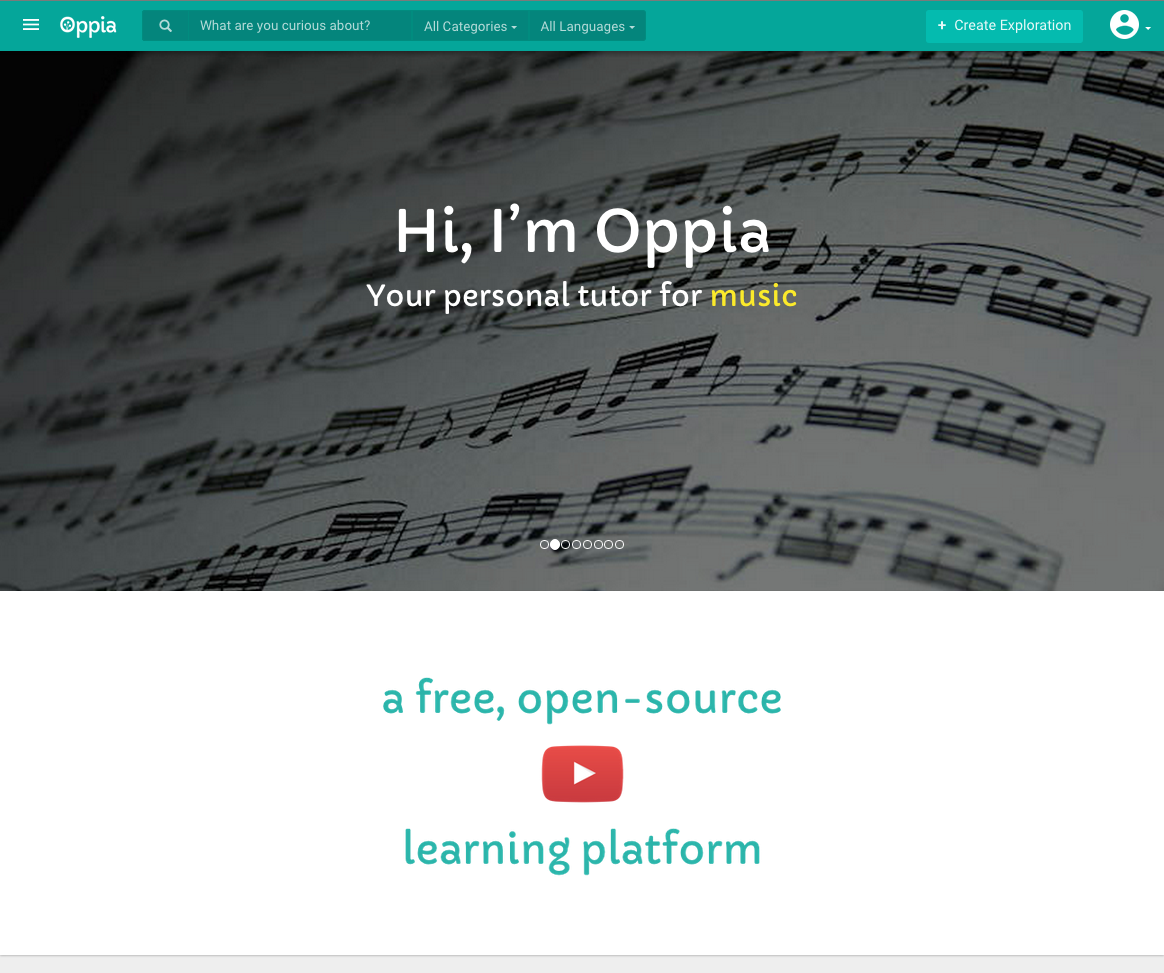 Oppia
What are you curious about?
All Categories
All Languages
+ Create Exploration
Hi, I’m Oppia
Your personal tutor for music
a free, open-source
learning platform